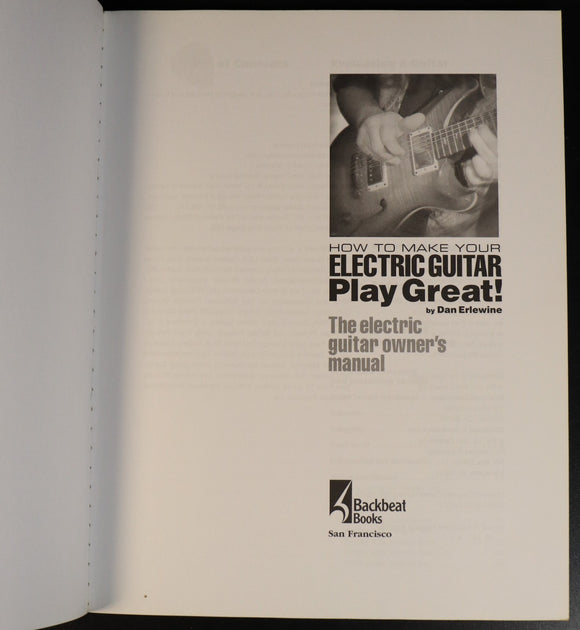 HOW TO MAKE YOUR
ELECTRIC GUITAR
Play Great!
by Dan Erlewine
The electric
guitar owner's
manual
Backbeat
Books
San Francisco